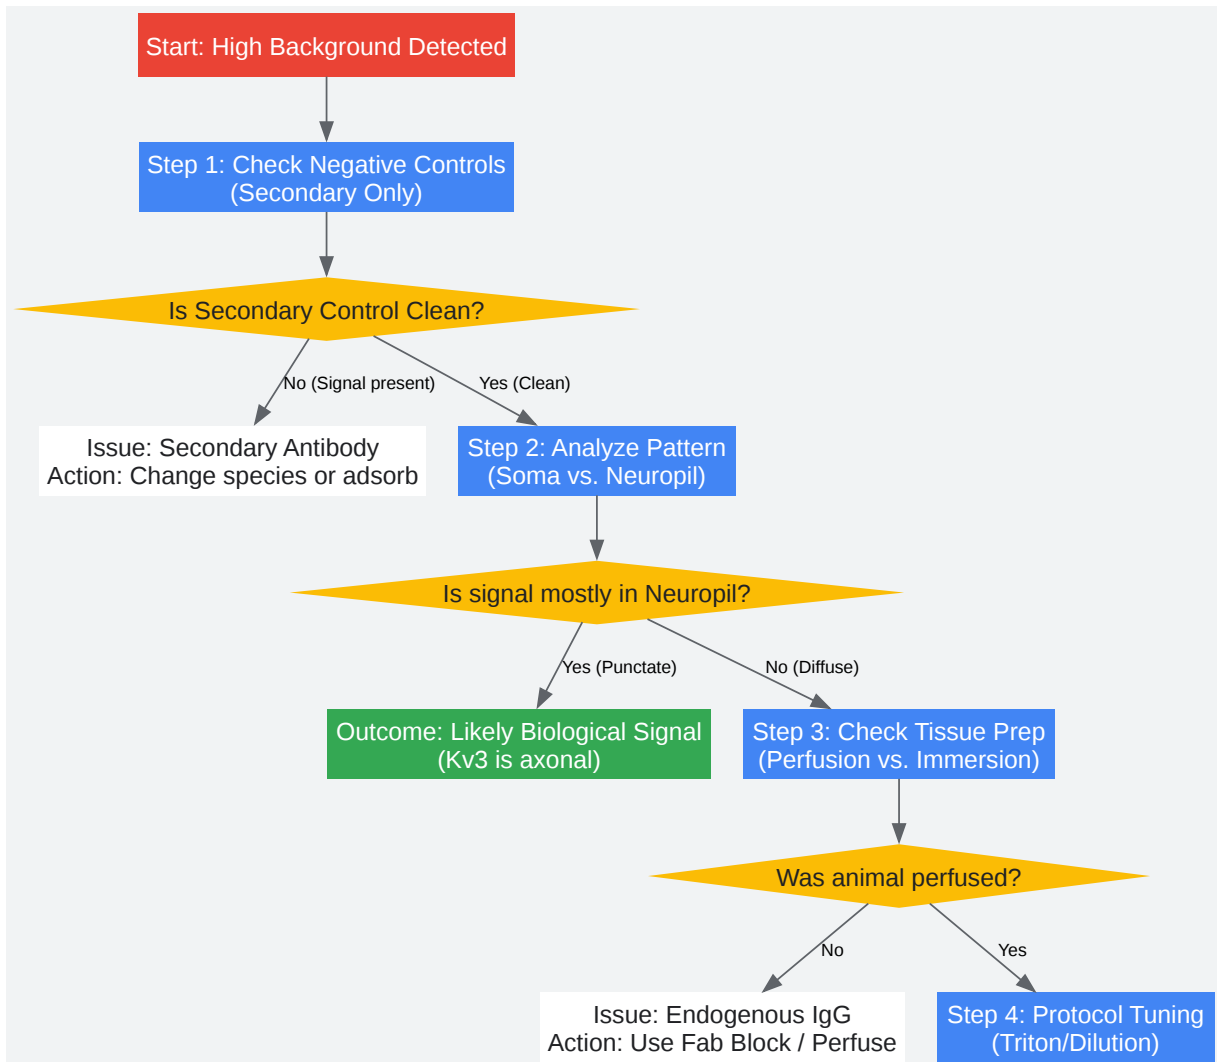 Start: High Background Detected
Step 1: Check Negative Controls
(Secondary Only)
Is Secondary Control Clean?
No (Signal present)
Yes (Clean)
Issue: Secondary Antibody
Action: Change species or adsorb
Step 2: Analyze Pattern
(Soma vs. Neuropil)
Is signal mostly in Neuropil?
Yes (Punctate)
No (Diffuse)
Outcome: Likely Biological Signal
(Kv3 is axonal)
Step 3: Check Tissue Prep
(Perfusion vs. Immersion)
Was animal perfused?
No
Yes
Issue: Endogenous IgG
Action: Use Fab Block / Perfuse
Step 4: Protocol Tuning
(Triton/Dilution)